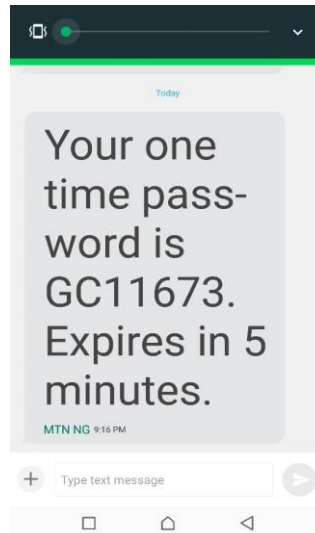 Today
Your one
time pass-
word is
GC11673.
Expires in 5
minutes.
MTN NG 9:16 PM
Type text message